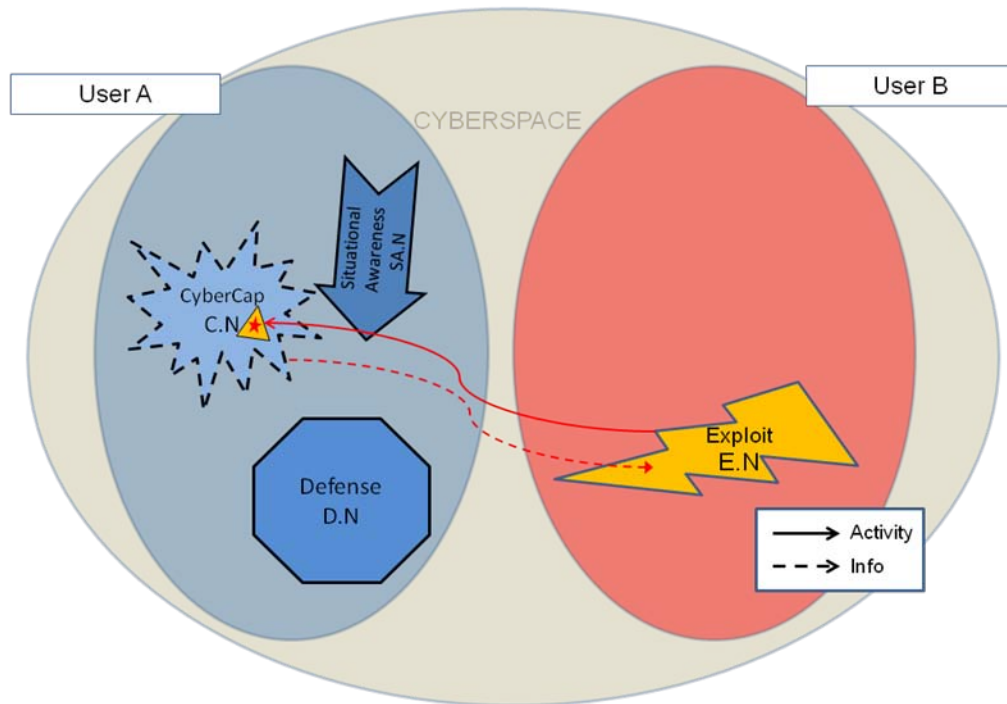 User A
User B
CYBERSPACE
Situational
Awareness
SA.N
CyberCap
C.N
Exploit
E.N
Defense
D.N
Activity
Info